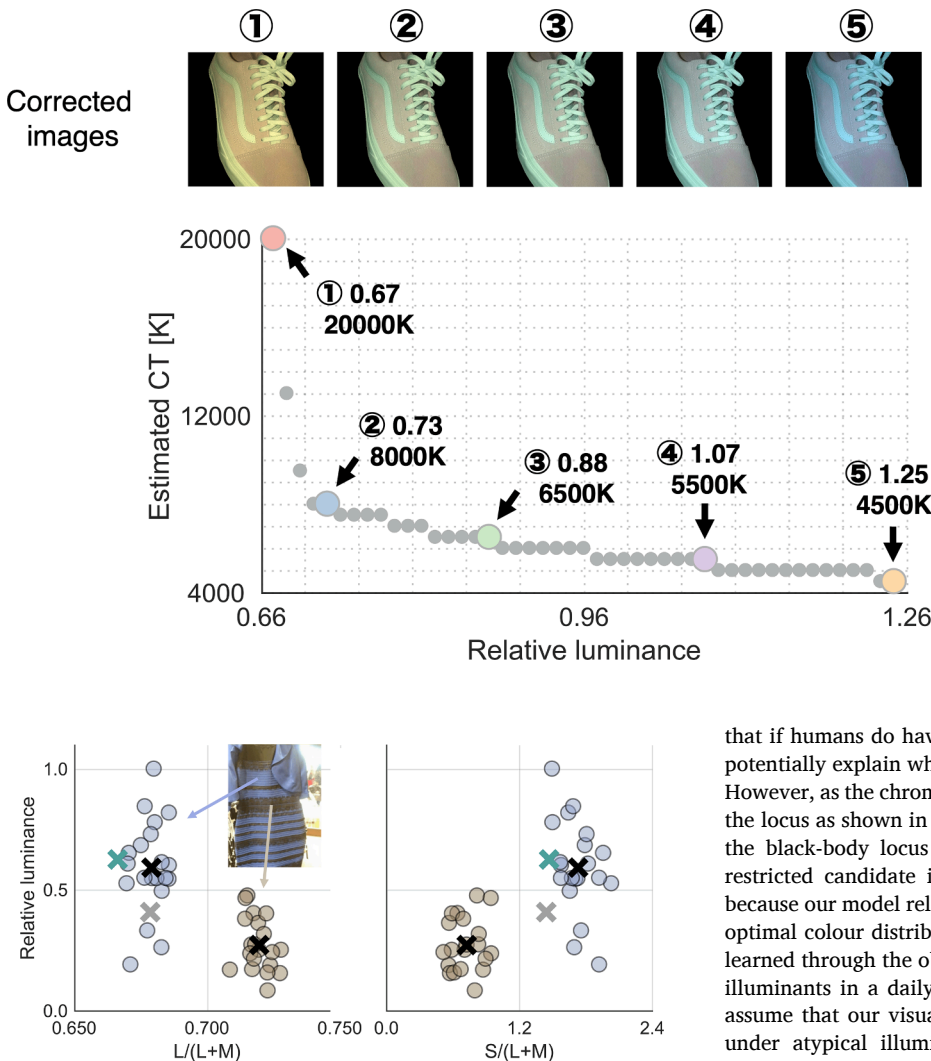 ① ② ③ ④ ⑤
Corrected
images
20000
12000
4000
Estimated CT [K]
① 0.67
20000K
② 0.73
8000K
③ 0.88
6500K
④ 1.07
5500K
⑤ 1.25
4500K
0.66 0.96 1.26
Relative luminance
1.0
0.5
0.0
Relative luminance
0.650 0.700 0.750
L/(L+M)
0.0 1.2 2.4
S/(L+M)
that if humans do hav
potentially explain wh
However, as the chron
the locus as shown in
the black-body locus
restricted candidate i
because our model rel
optimal colour distrib
learned through the ob
illuminants in a daily
assume that our visua
under atypical illum